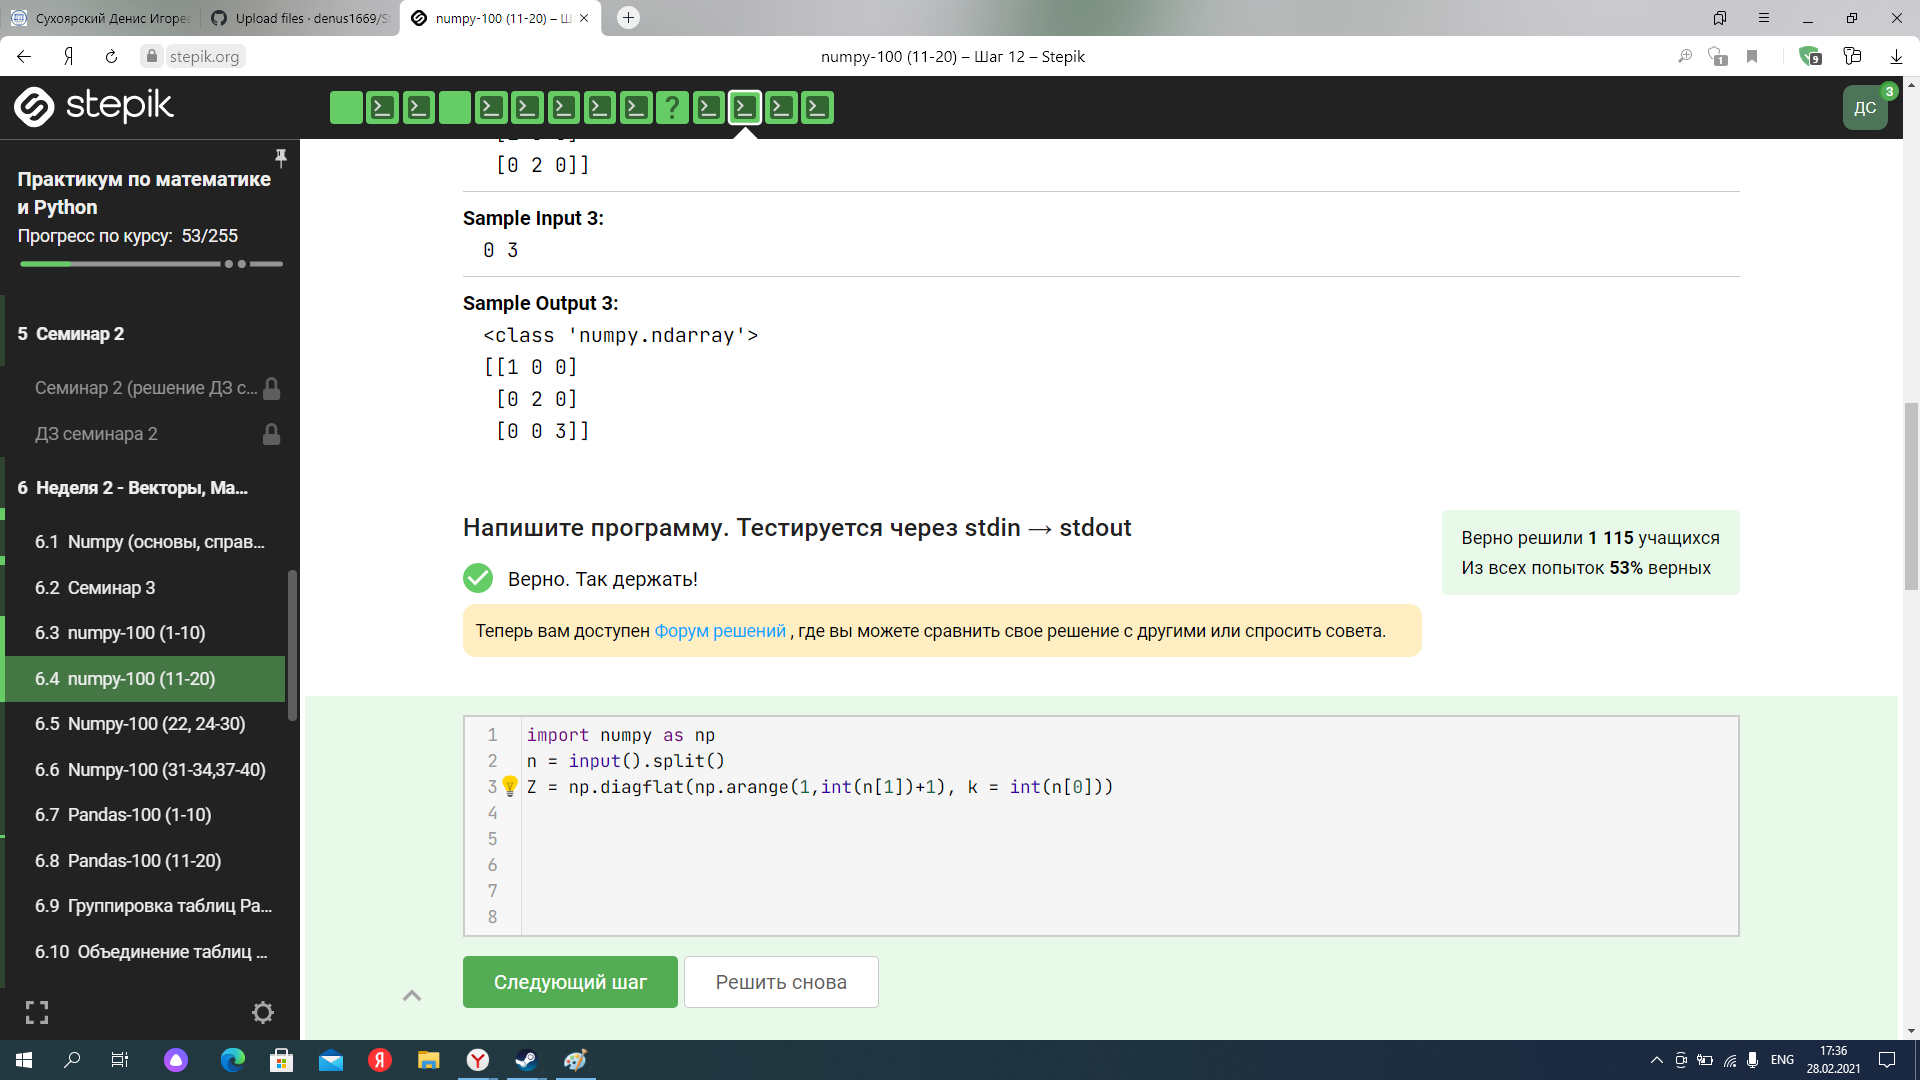 Сухоярский Денис Игорев
Upload files · denus1669/S
numpy-100 (11-20) – Ш
stepik.org
numpy-100 (11-20) – Шаг 12 – Stepik
1
9
stepik
?
ДС
3
Практикум по математике
и Python
Прогресс по курсу: 53/255
5 Семинар 2
Семинар 2 (решение ДЗ с...
ДЗ семинара 2
6 Неделя 2 - Векторы, Ма...
6.1 Numpy (основы, справ...
6.2 Семинар 3
6.3 numpy-100 (1-10)
6.4 numpy-100 (11-20)
6.5 Numpy-100 (22, 24-30)
6.6 Numpy-100 (31-34,37-40)
6.7 Pandas-100 (1-10)
6.8 Pandas-100 (11-20)
6.9 Группировка таблиц Pa...
6.10 Объединение таблиц ...
[0 2 0]]
Sample Input 3:
0 3
Sample Output 3:
<class 'numpy.ndarray'>
[[1 0 0]
[0 2 0]
[0 0 3]]
Напишите программу. Тестируется через stdin → stdout
Верно. Так держать!
Теперь вам доступен Форум решений , где вы можете сравнить свое решение с другими или спросить совета.
Верно решили 1 115 учащихся
Из всех попыток 53% верных
1 import numpy as np
2 n = input().split()
3 Z = np.diagflat(np.arange(1,int(n[1])+1), k = int(n[0]))
4
5
6
7
8
Следующий шаг
Решить снова
ENG
17:36
28.02.2021